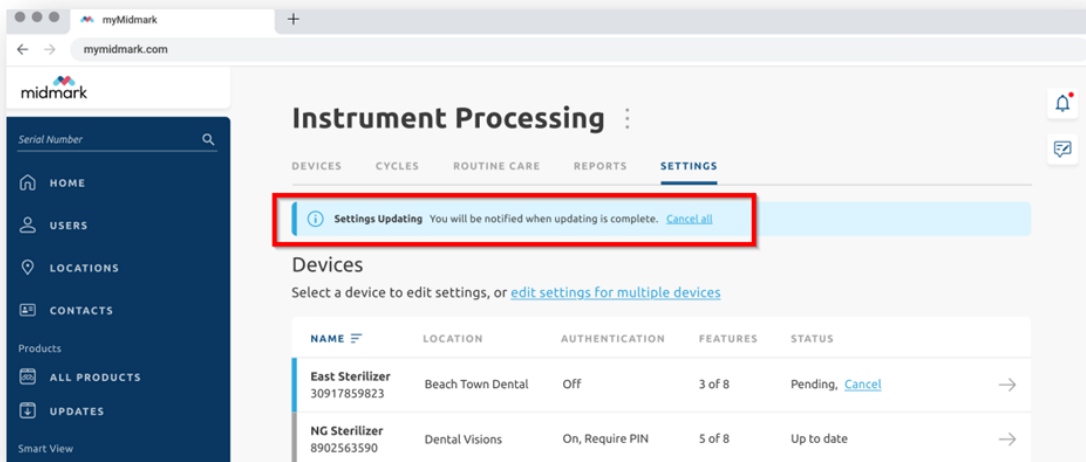 myMidmark
mymidmark.com
midmark
Serial Number
HOME
USERS
LOCATIONS
CONTACTS
Products
ALL PRODUCTS
UPDATES
Smart View
Instrument Processing
DEVICES CYCLES ROUTINE CARE REPORTS SETTINGS
Settings Updating You will be notified when updating is complete. Cancel all
Devices
Select a device to edit settings, or edit settings for multiple devices
NAME LOCATION AUTHENTICATION FEATURES STATUS
East Sterilizer
30917859823 Beach Town Dental Off 3 of 8 Pending, Cancel
NG Sterilizer
8902563590 Dental Visions On, Require PIN 5 of 8 Up to date